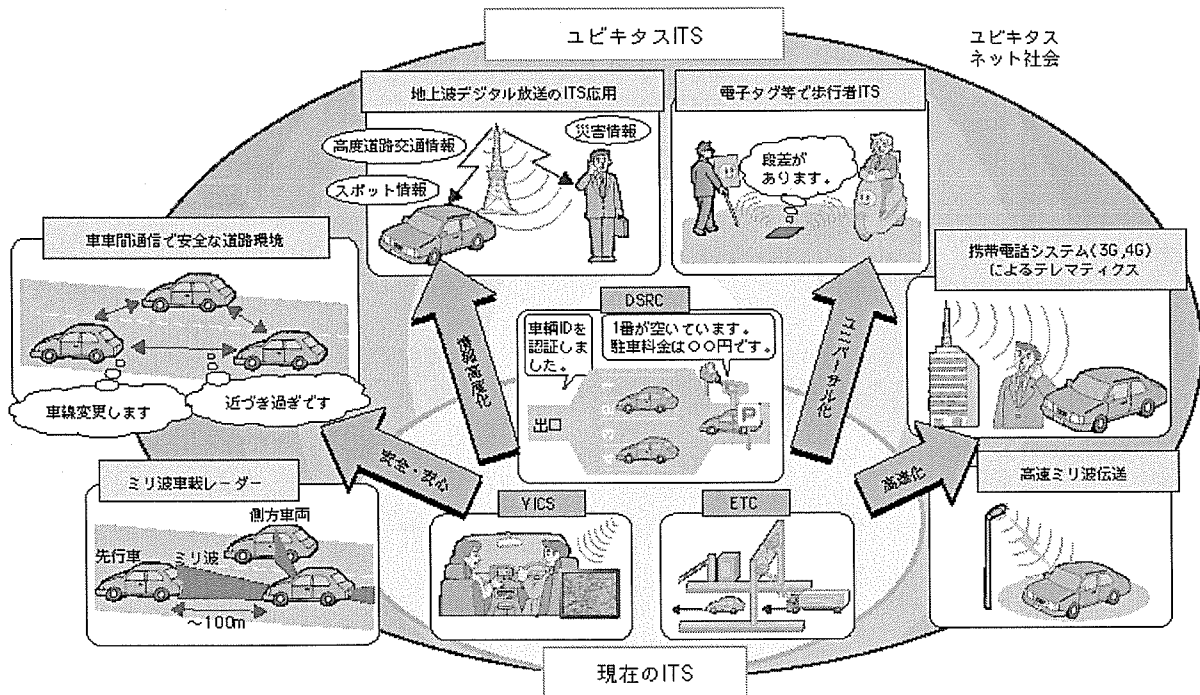 ユビキタスITS
ユビキタス
ネット社会
地上波デジタル放送のITS応用
高度道路交通情報
災害情報
スポット情報
電子タグ等で歩行者ITS
段差が
あります。
車車間通信で安全な道路環境
車線変更します
近づき過ぎです
携帯電話システム(3G,4G)
によるテレマティクス
DSRC
車輌IDを
認証しま
した。
1番が空いています。
駐車料金は〇〇円です。
出口
P
情報高度化
ユニバーサル化
安全・安心
高速化
ミリ波車載レーダー
側方車両
先行車
ミリ波
～100m
VICS
ETC
高速ミリ波伝送
現在のITS